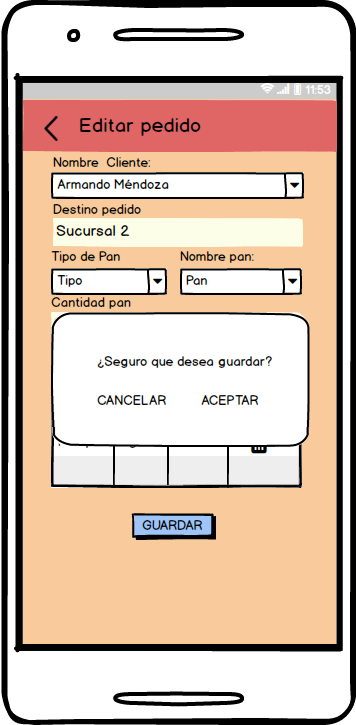 11:53
Editar pedido
Nombre Cliente:
Armando Méndoza
Destino pedido
Sucursal 2
Tipo de Pan Nombre pan:
Tipo Pan
Cantidad pan
¿Seguro que desea guardar?
CANCELAR ACEPTAR
GUARDAR